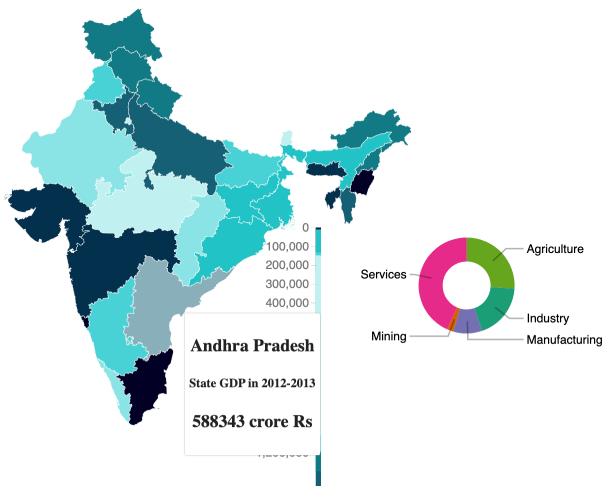 0
100,000
200,000
300,000
400,000
Andhra Pradesh
State GDP in 2012-2013
588343 crore Rs
Services
Agriculture
Industry
Manufacturing
Mining